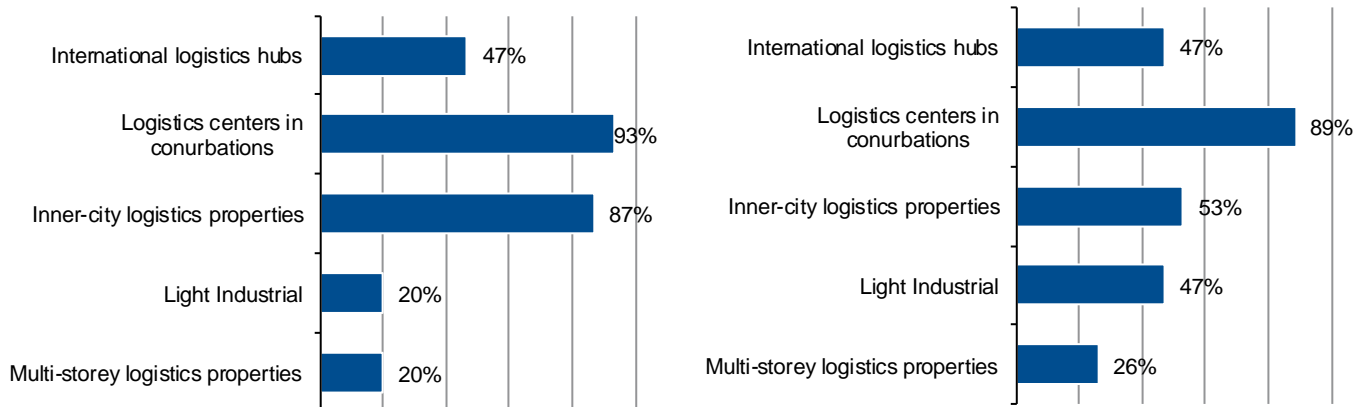 International logistics hubs
47%
Logistics centers in
conurbations
93%
Inner-city logistics properties
87%
Light Industrial
20%
Multi-storey logistics properties
20%
International logistics hubs
47%
Logistics centers in
conurbations
89%
Inner-city logistics properties
53%
Light Industrial
47%
Multi-storey logistics properties
26%